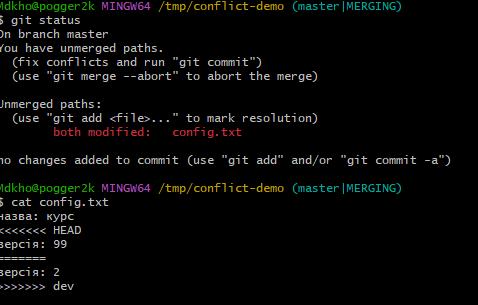 Mdkho@pogger2k MINGW64 /tmp/conflict-demo (master|MERGING)
$ git status
On branch master
You have unmerged paths.
  (fix conflicts and run "git commit")
  (use "git merge --abort" to abort the merge)

Unmerged paths:
  (use "git add <file>..." to mark resolution)
        both modified:   config.txt

no changes added to commit (use "git add" and/or "git commit -a")

Mdkho@pogger2k MINGW64 /tmp/conflict-demo (master|MERGING)
$ cat config.txt
назва: курс
<<<<<<< HEAD
версія: 99
=======
версія: 2
>>>>>>> dev